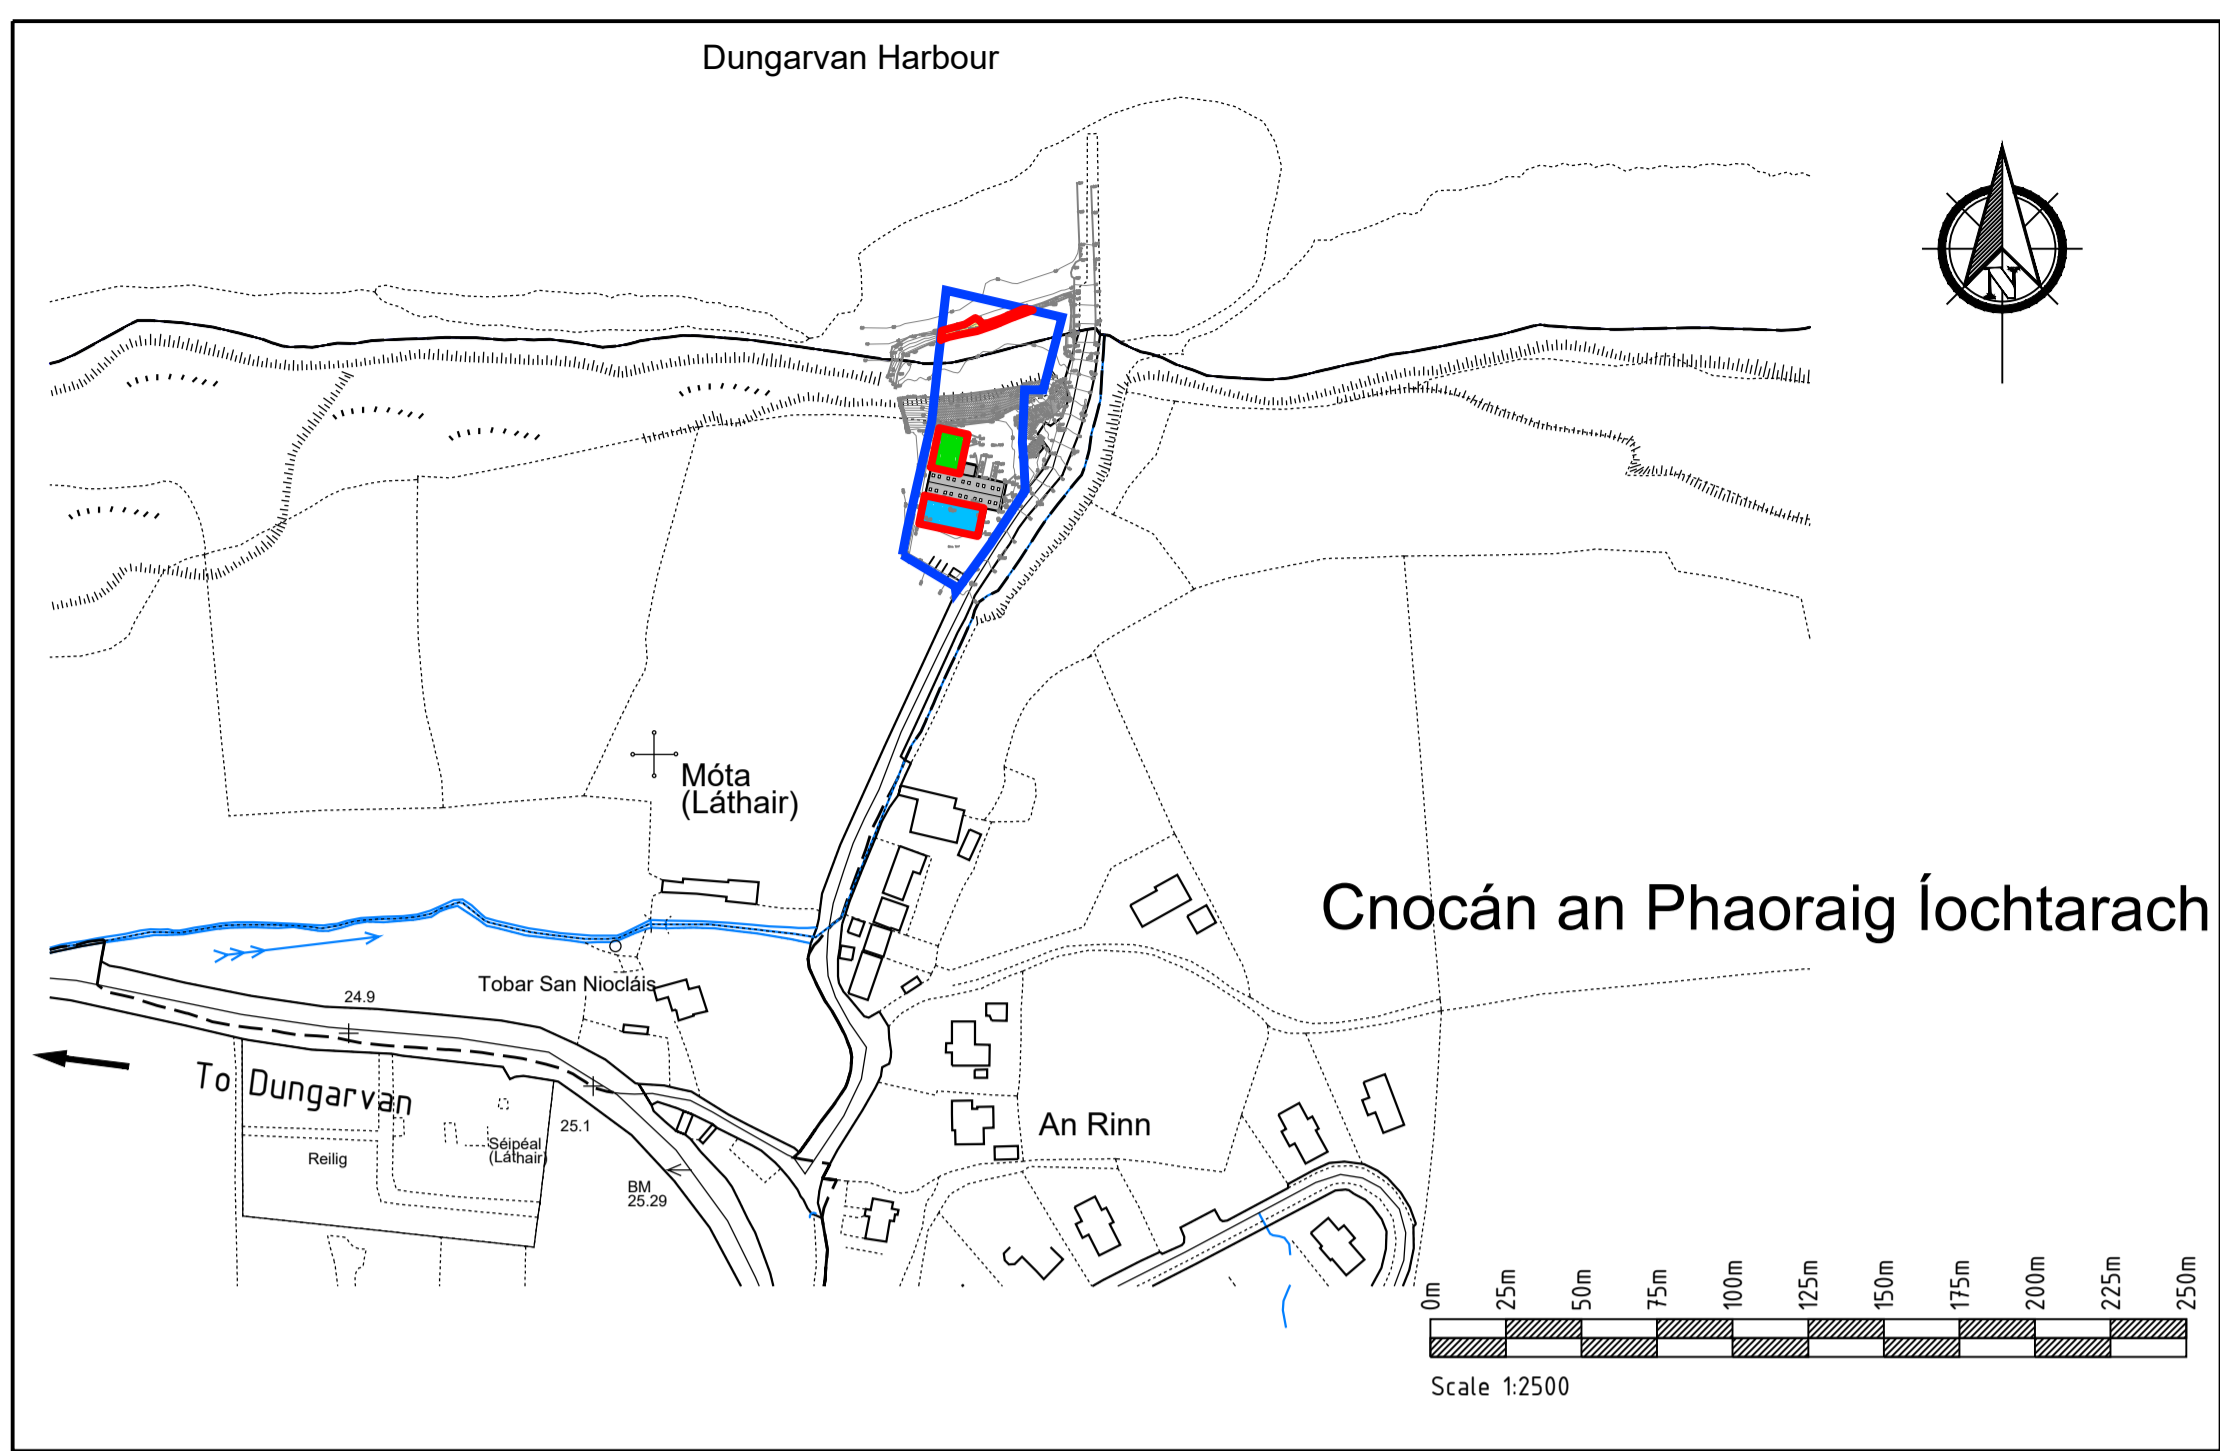 Dungarvan Harbour
N
Móta
(Láthair)
Cnocán an Phaoraig Íochtarach
Tobar San Niocláis
24.9
To Dungarvan
25.1
Séipéal
(Láthair)
Reilig
An Rinn
BM
25.29
0m 25m 50m 75m 100m 125m 150m 175m 200m 225m 250m
Scale 1:2500